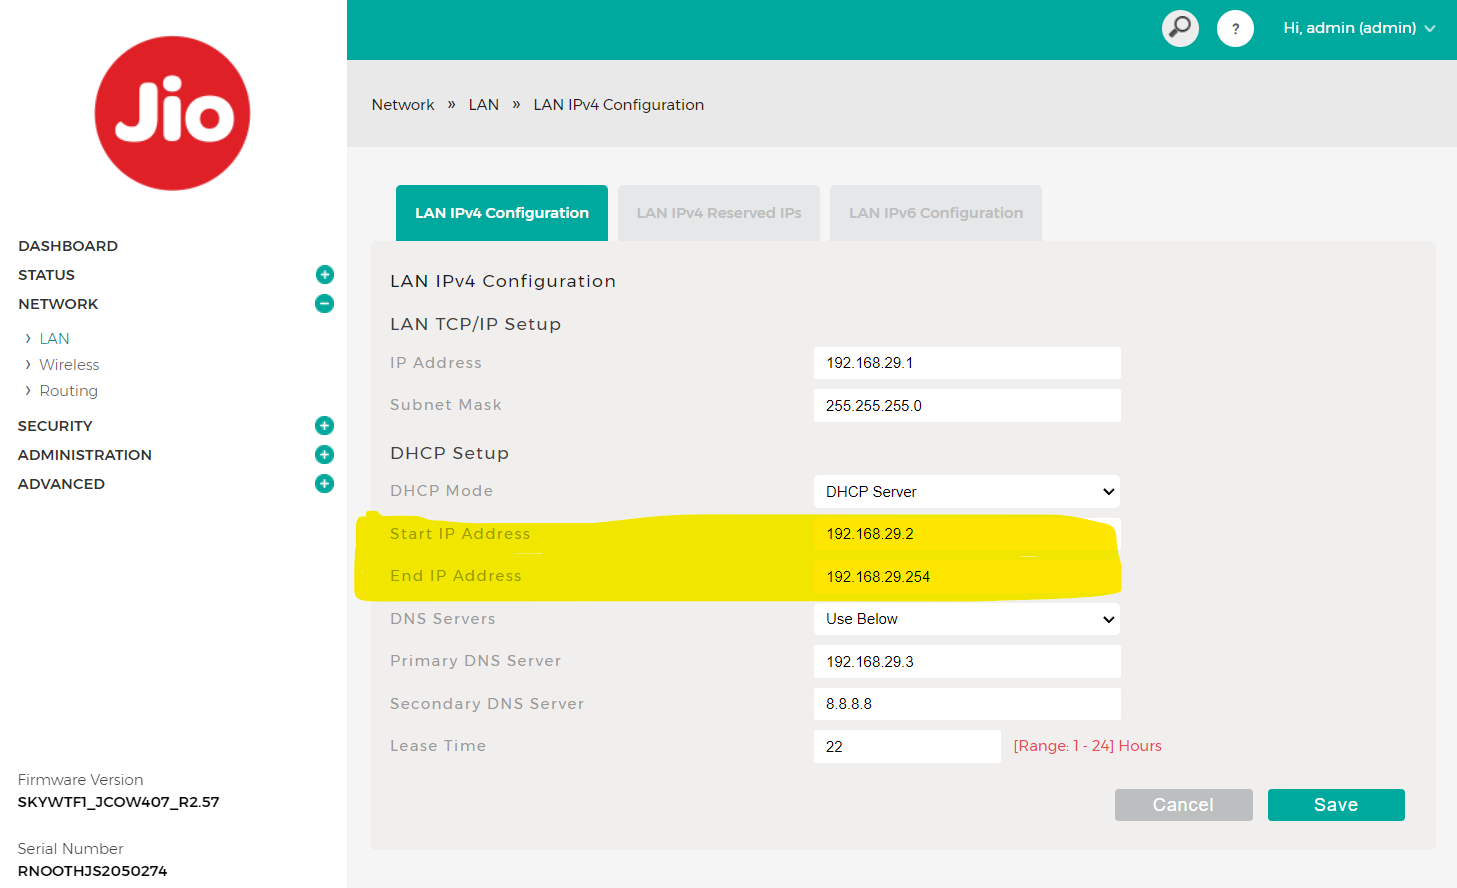 Jio
DASHBOARD
STATUS
NETWORK
› LAN
› Wireless
› Routing
SECURITY
ADMINISTRATION
ADVANCED
Firmware Version
SKYWTF1_JCOW407_R2.57
Serial Number
RNOOTHJS2050274
? Hi, admin (admin)
Network » LAN » LAN IPv4 Configuration
LAN IPv4 Configuration LAN IPv4 Reserved IPs LAN IPv6 Configuration
LAN IPv4 Configuration
LAN TCP/IP Setup
IP Address 192.168.29.1
Subnet Mask 255.255.255.0
DHCP Setup
DHCP Mode DHCP Server
Start IP Address 192.168.29.2
End IP Address 192.168.29.254
DNS Servers Use Below
Primary DNS Server 192.168.29.3
Secondary DNS Server 8.8.8.8
Lease Time 22 [Range: 1 - 24] Hours
Cancel Save